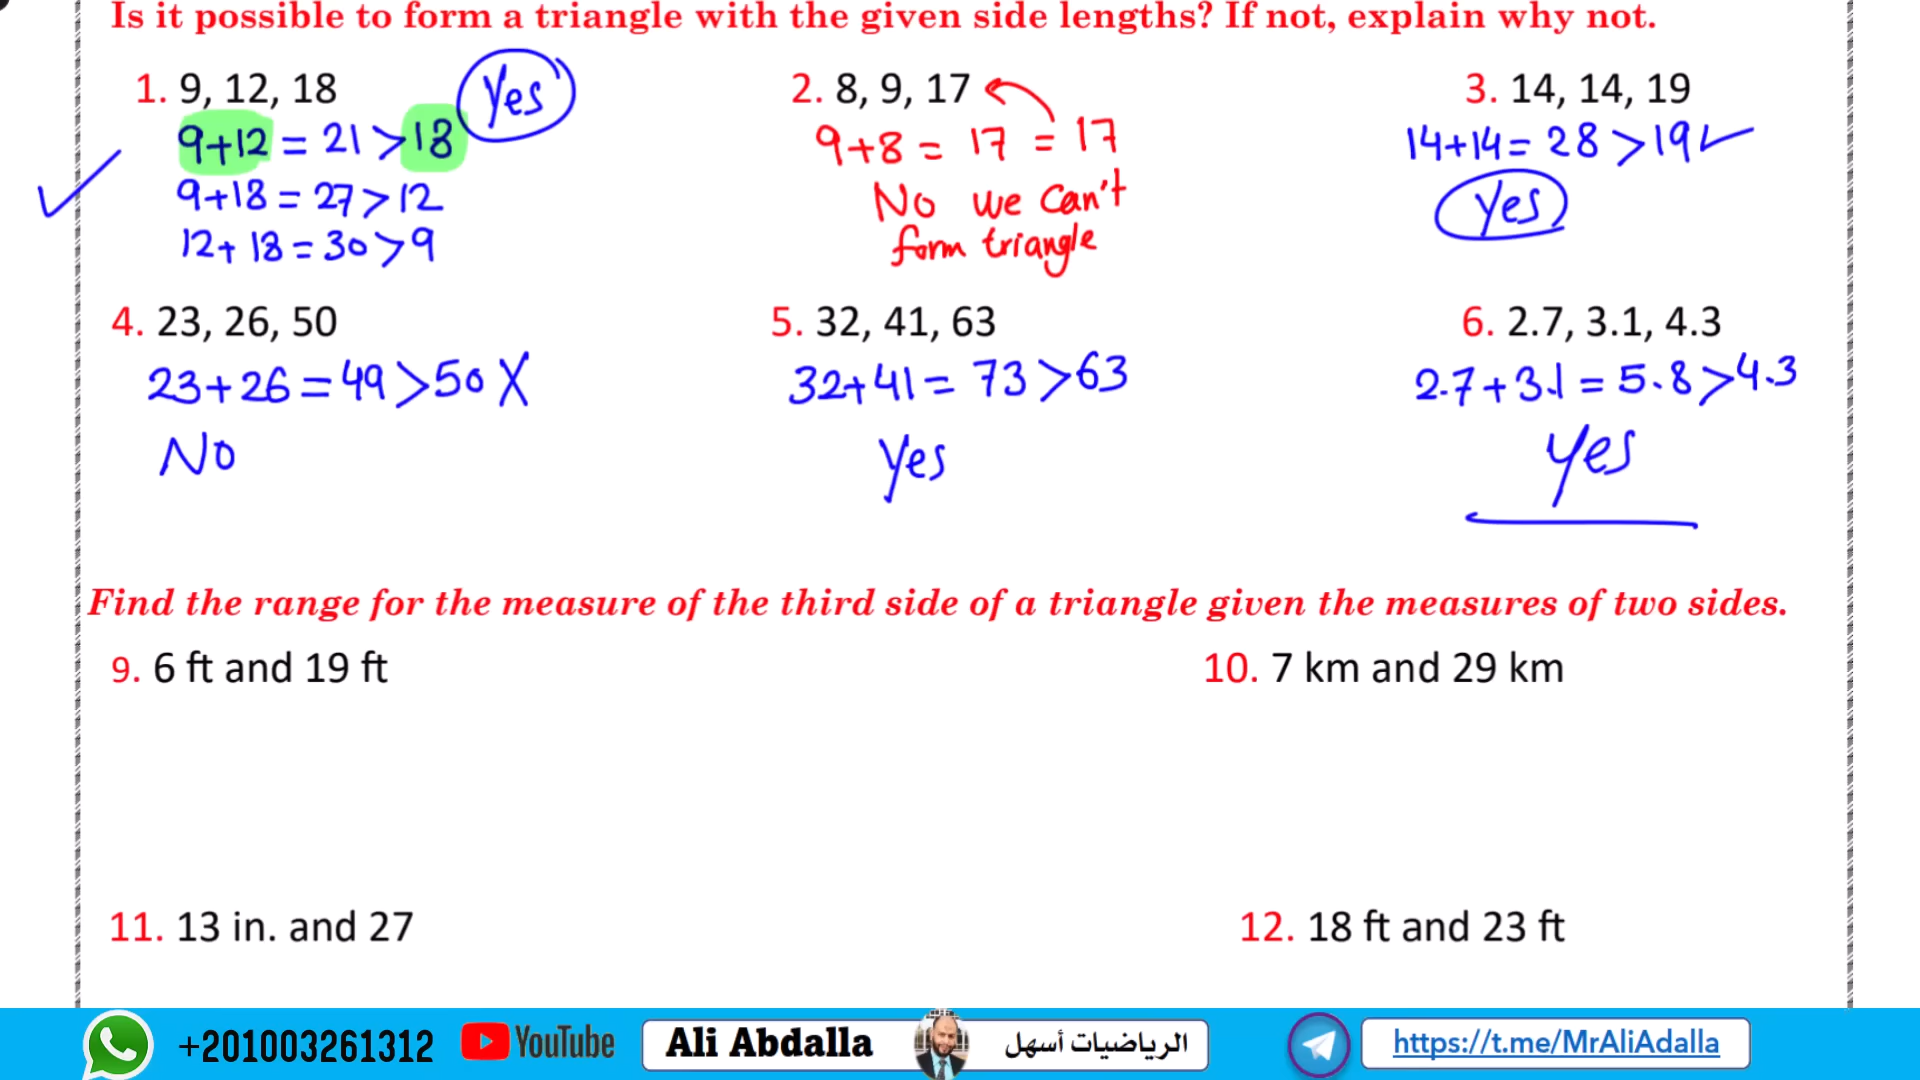 Is it possible to form a triangle with the given side lengths? If not, explain why not.
1. 9, 12, 18
Yes
9+12 = 21 > 18
9+18 = 27 > 12
12+18 = 30 > 9
2. 8, 9, 17
9+8 = 17 = 17
No we can't
form triangle
3. 14, 14, 19
14+14 = 28 > 19 ✓
Yes
4. 23, 26, 50
23+26 = 49 > 50 X
No
5. 32, 41, 63
32+41 = 73 > 63
Yes
6. 2.7, 3.1, 4.3
2.7+3.1 = 5.8 > 4.3
Yes
Find the range for the measure of the third side of a triangle given the measures of two sides.
9. 6 ft and 19 ft
10. 7 km and 29 km
11. 13 in. and 27
12. 18 ft and 23 ft
+201003261312
YouTube
Ali Abdalla
الرياضيات أسهل
https://t.me/MrAliAdalla